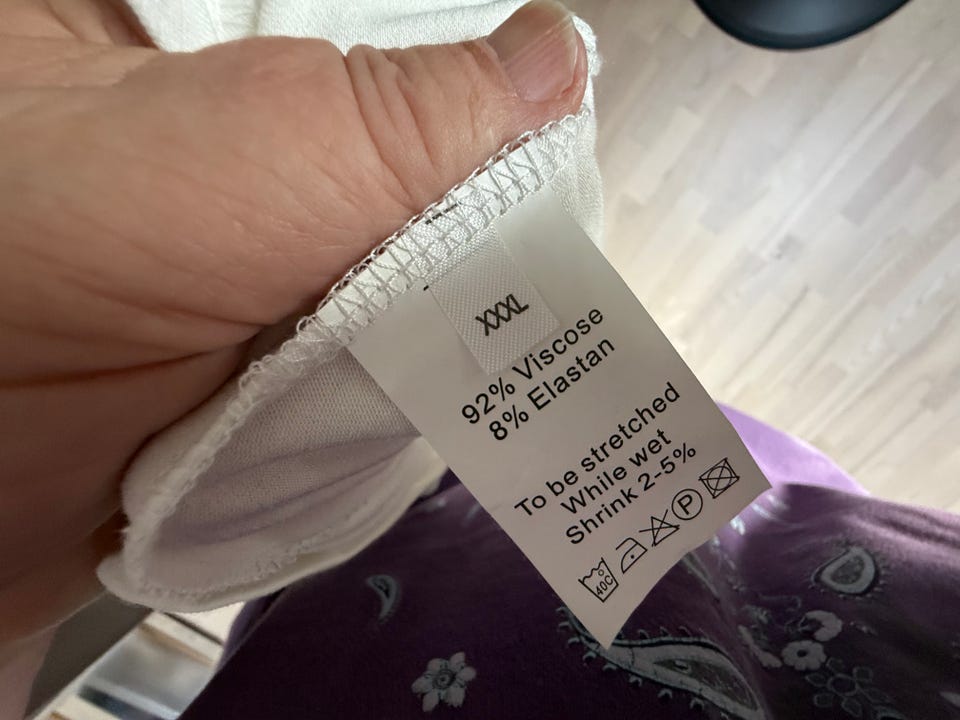 XXXL
92% Viscose
8% Elastan
To be stretched
While wet
Shrink 2-5%
40C P